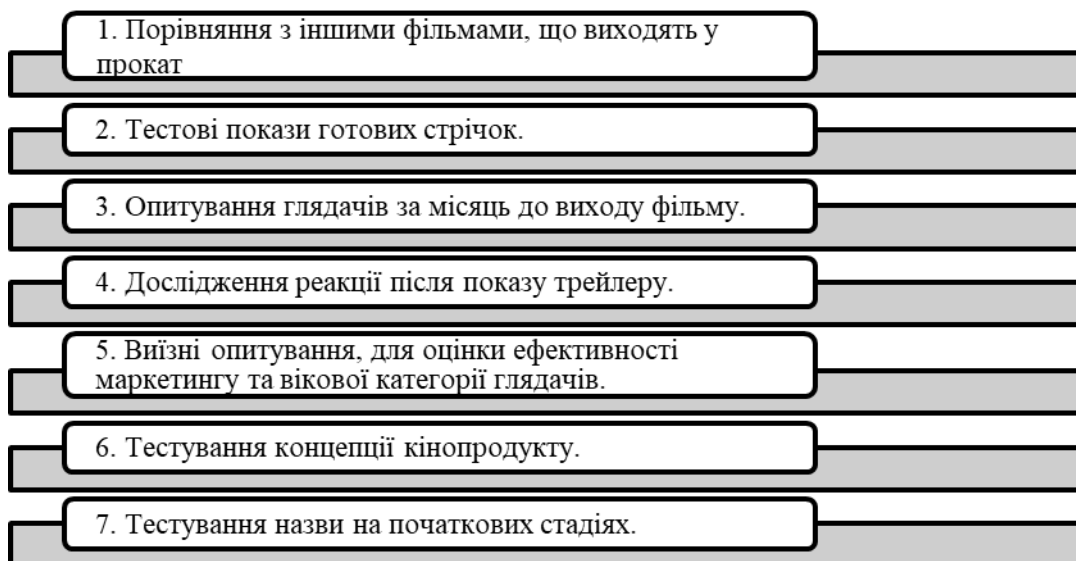 1. Порівняння з іншими фільмами, що виходять у
прокат
2. Тестові покази готових стрічок.
3. Опитування глядачів за місяць до виходу фільму.
4. Дослідження реакції після показу трейлеру.
5. Виїзні опитування, для оцінки ефективності
маркетингу та вікової категорії глядачів.
6. Тестування концепції кінопродукту.
7. Тестування назви на початкових стадіях.